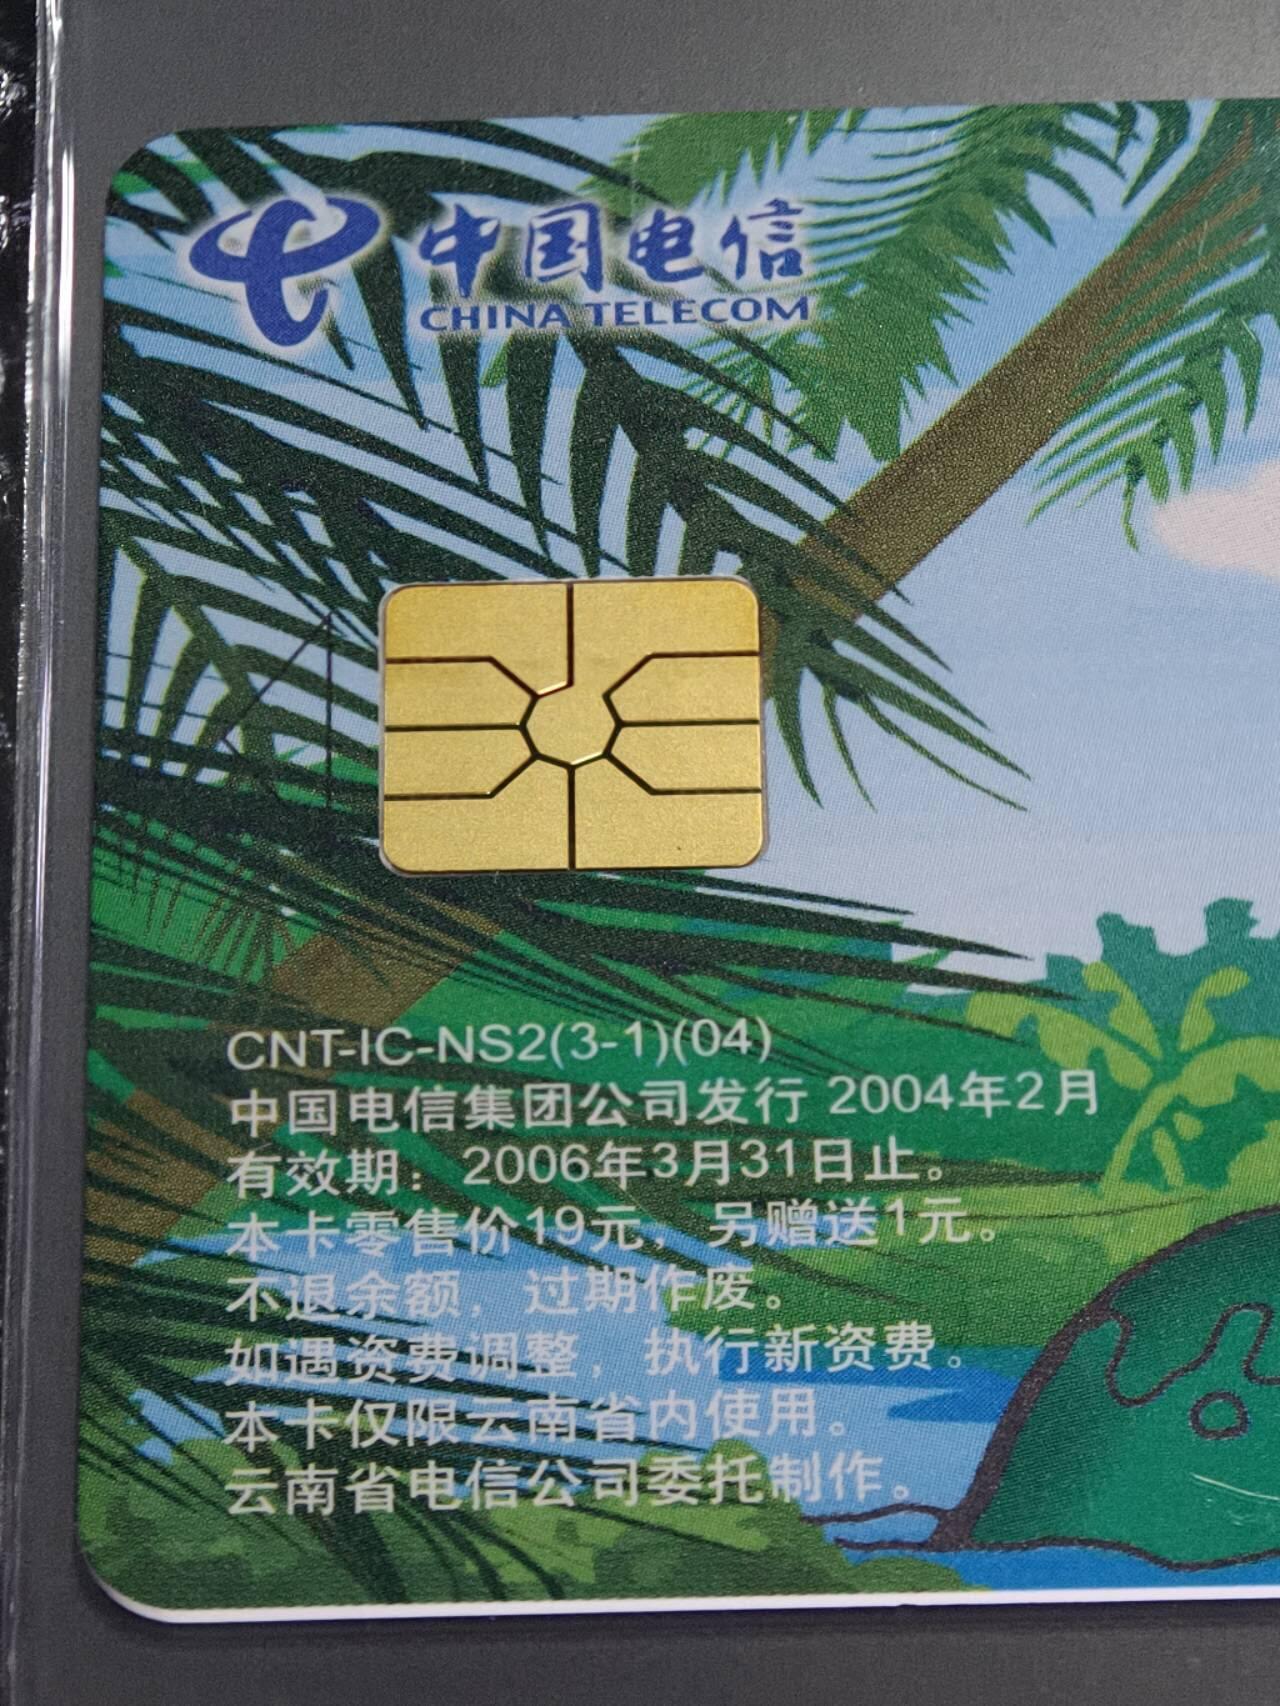 中国电信
CHINA TELECOM
CNT-IC-NS2(3-1)(04)
中国电信集团公司发行 2004年2月
有效期：2006年3月31日止。
本卡零售价19元，另赠送1元。
不退余额，过期作废。
如遇资费调整，执行新资费。
本卡仅限云南省内使用。
云南省电信公司委托制作。